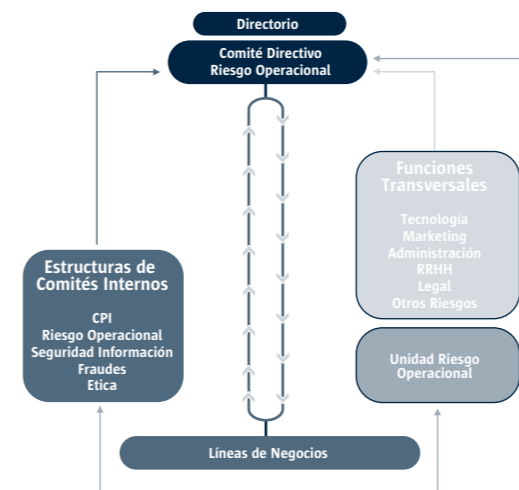 Directorio
Comité Directivo
Riesgo Operacional
Funciones
Transversales
Tecnología
Marketing
Administración
RRHH
Legal
Otros Riesgos
Estructuras de
Comités Internos
CPI
Riesgo Operacional
Seguridad Información
Fraudes
Etica
Unidad Riesgo
Operacional
Líneas de Negocios